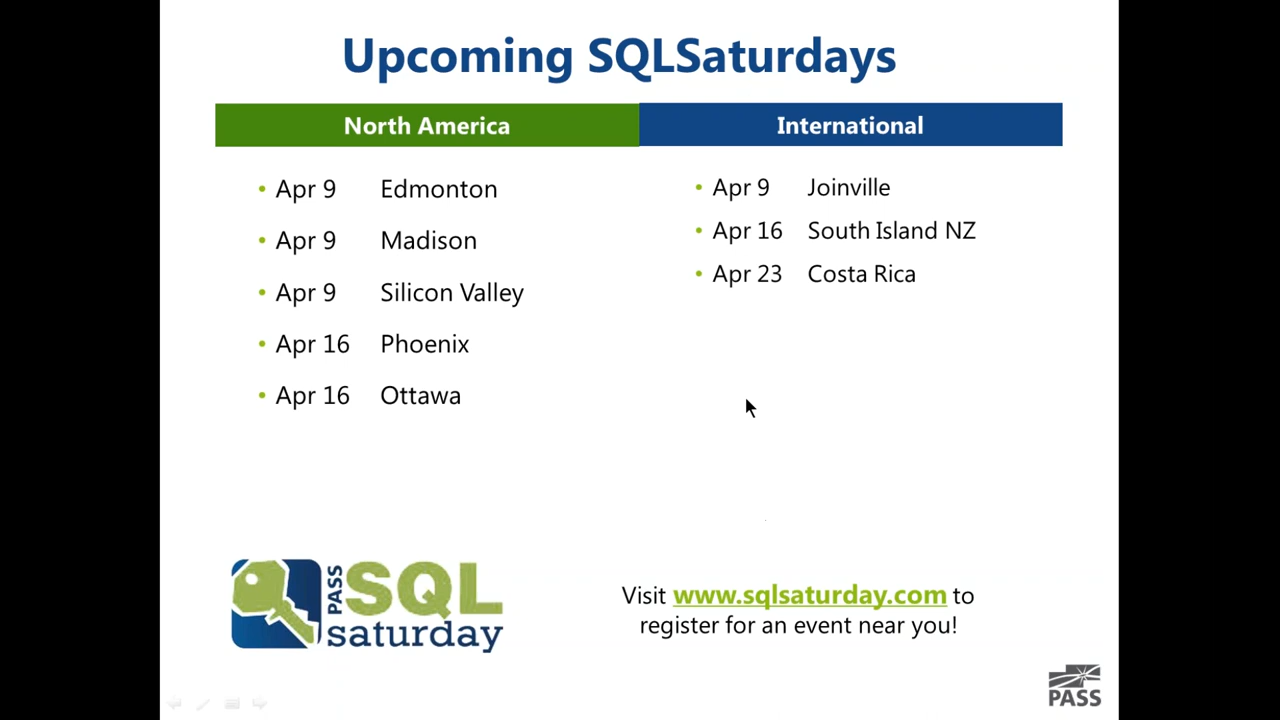 Upcoming SQLSaturdays
North America
• Apr 9 Edmonton
• Apr 9 Madison
• Apr 9 Silicon Valley
• Apr 16 Phoenix
• Apr 16 Ottawa
International
• Apr 9 Joinville
• Apr 16 South Island NZ
• Apr 23 Costa Rica
PASS
SQL
saturday
Visit www.sqlsaturday.com to
register for an event near you!
PASS